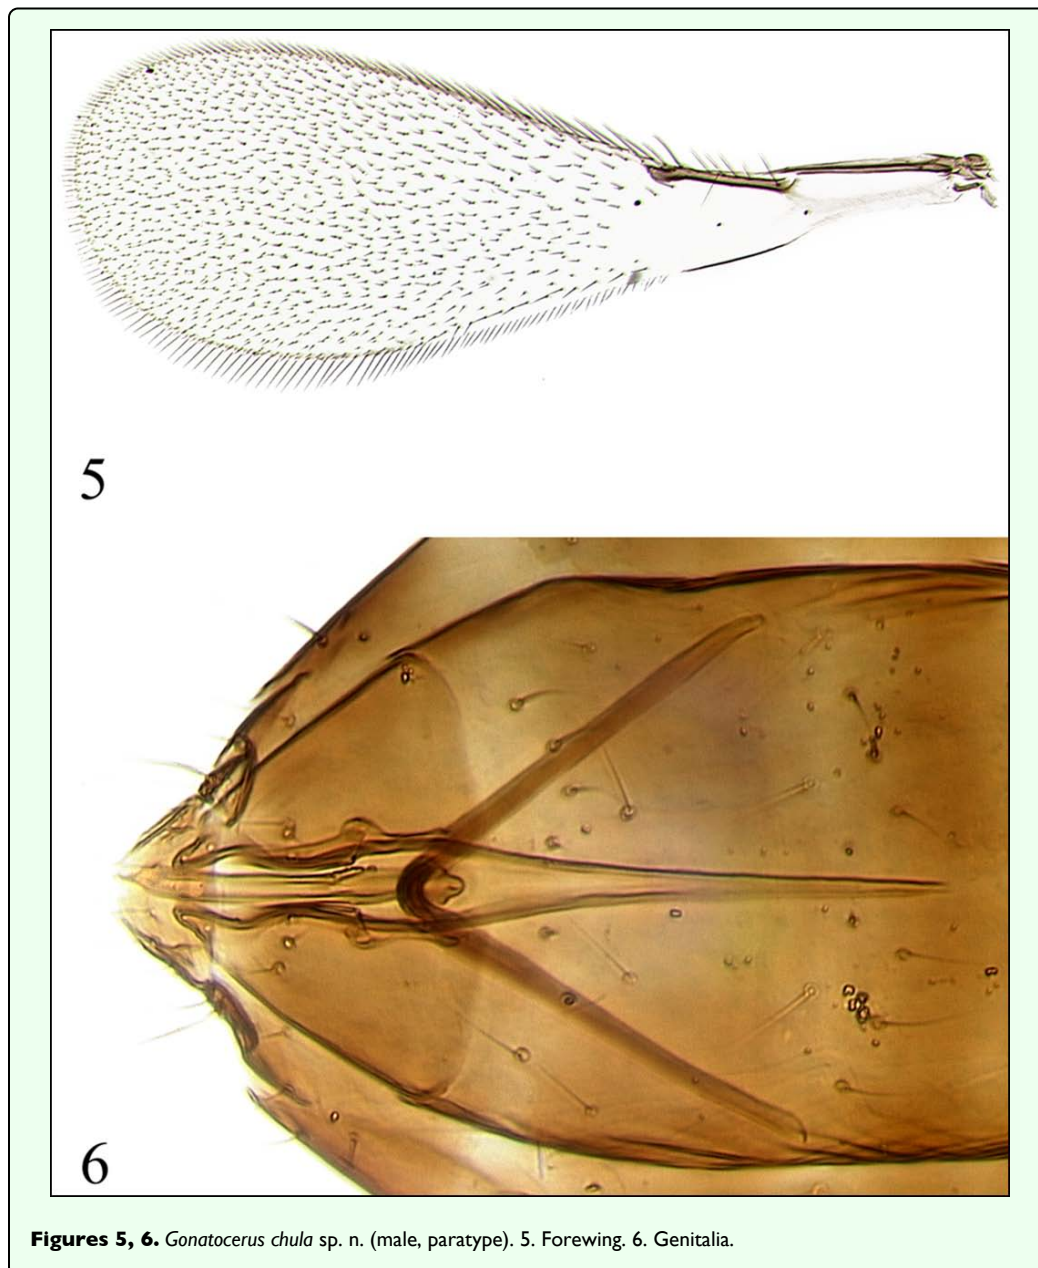 5
6
Figures 5, 6. Gonatocerus chula sp. n. (male, paratype). 5. Forewing. 6. Genitalia.